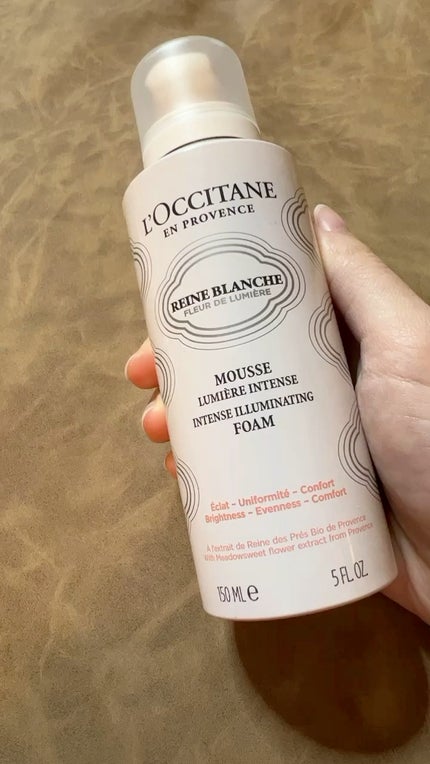 L'OCCITANE
EN PROVENCE
REINE BLANCHE
FLEUR DE LUMIÈRE
MOUSSE
LUMIÈRE INTENSE
INTENSE ILLUMINATING
FOAM
Éclat - Uniformité - Confort
Brightness - Evenness - Comfort
A l'extrait de Reine des Prés Bio de Provence
With Meadowsweet flower extract from Provence
150 ML e
5 FL OZ